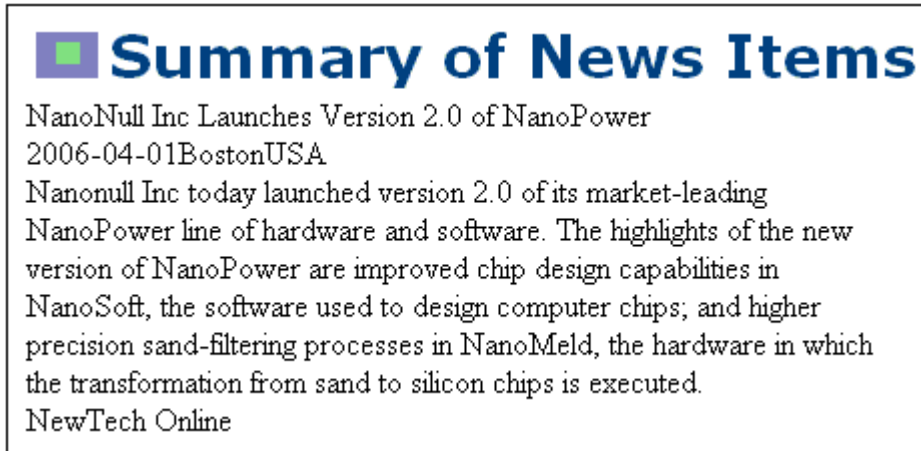 Summary of News Items
NanoNull Inc Launches Version 2.0 of NanoPower
2006-04-01BostonUSA
Nanonull Inc today launched version 2.0 of its market-leading
NanoPower line of hardware and software. The highlights of the new
version of NanoPower are improved chip design capabilities in
NanoSoft, the software used to design computer chips; and higher
precision sand-filtering processes in NanoMeld, the hardware in which
the transformation from sand to silicon chips is executed.
NewTech Online